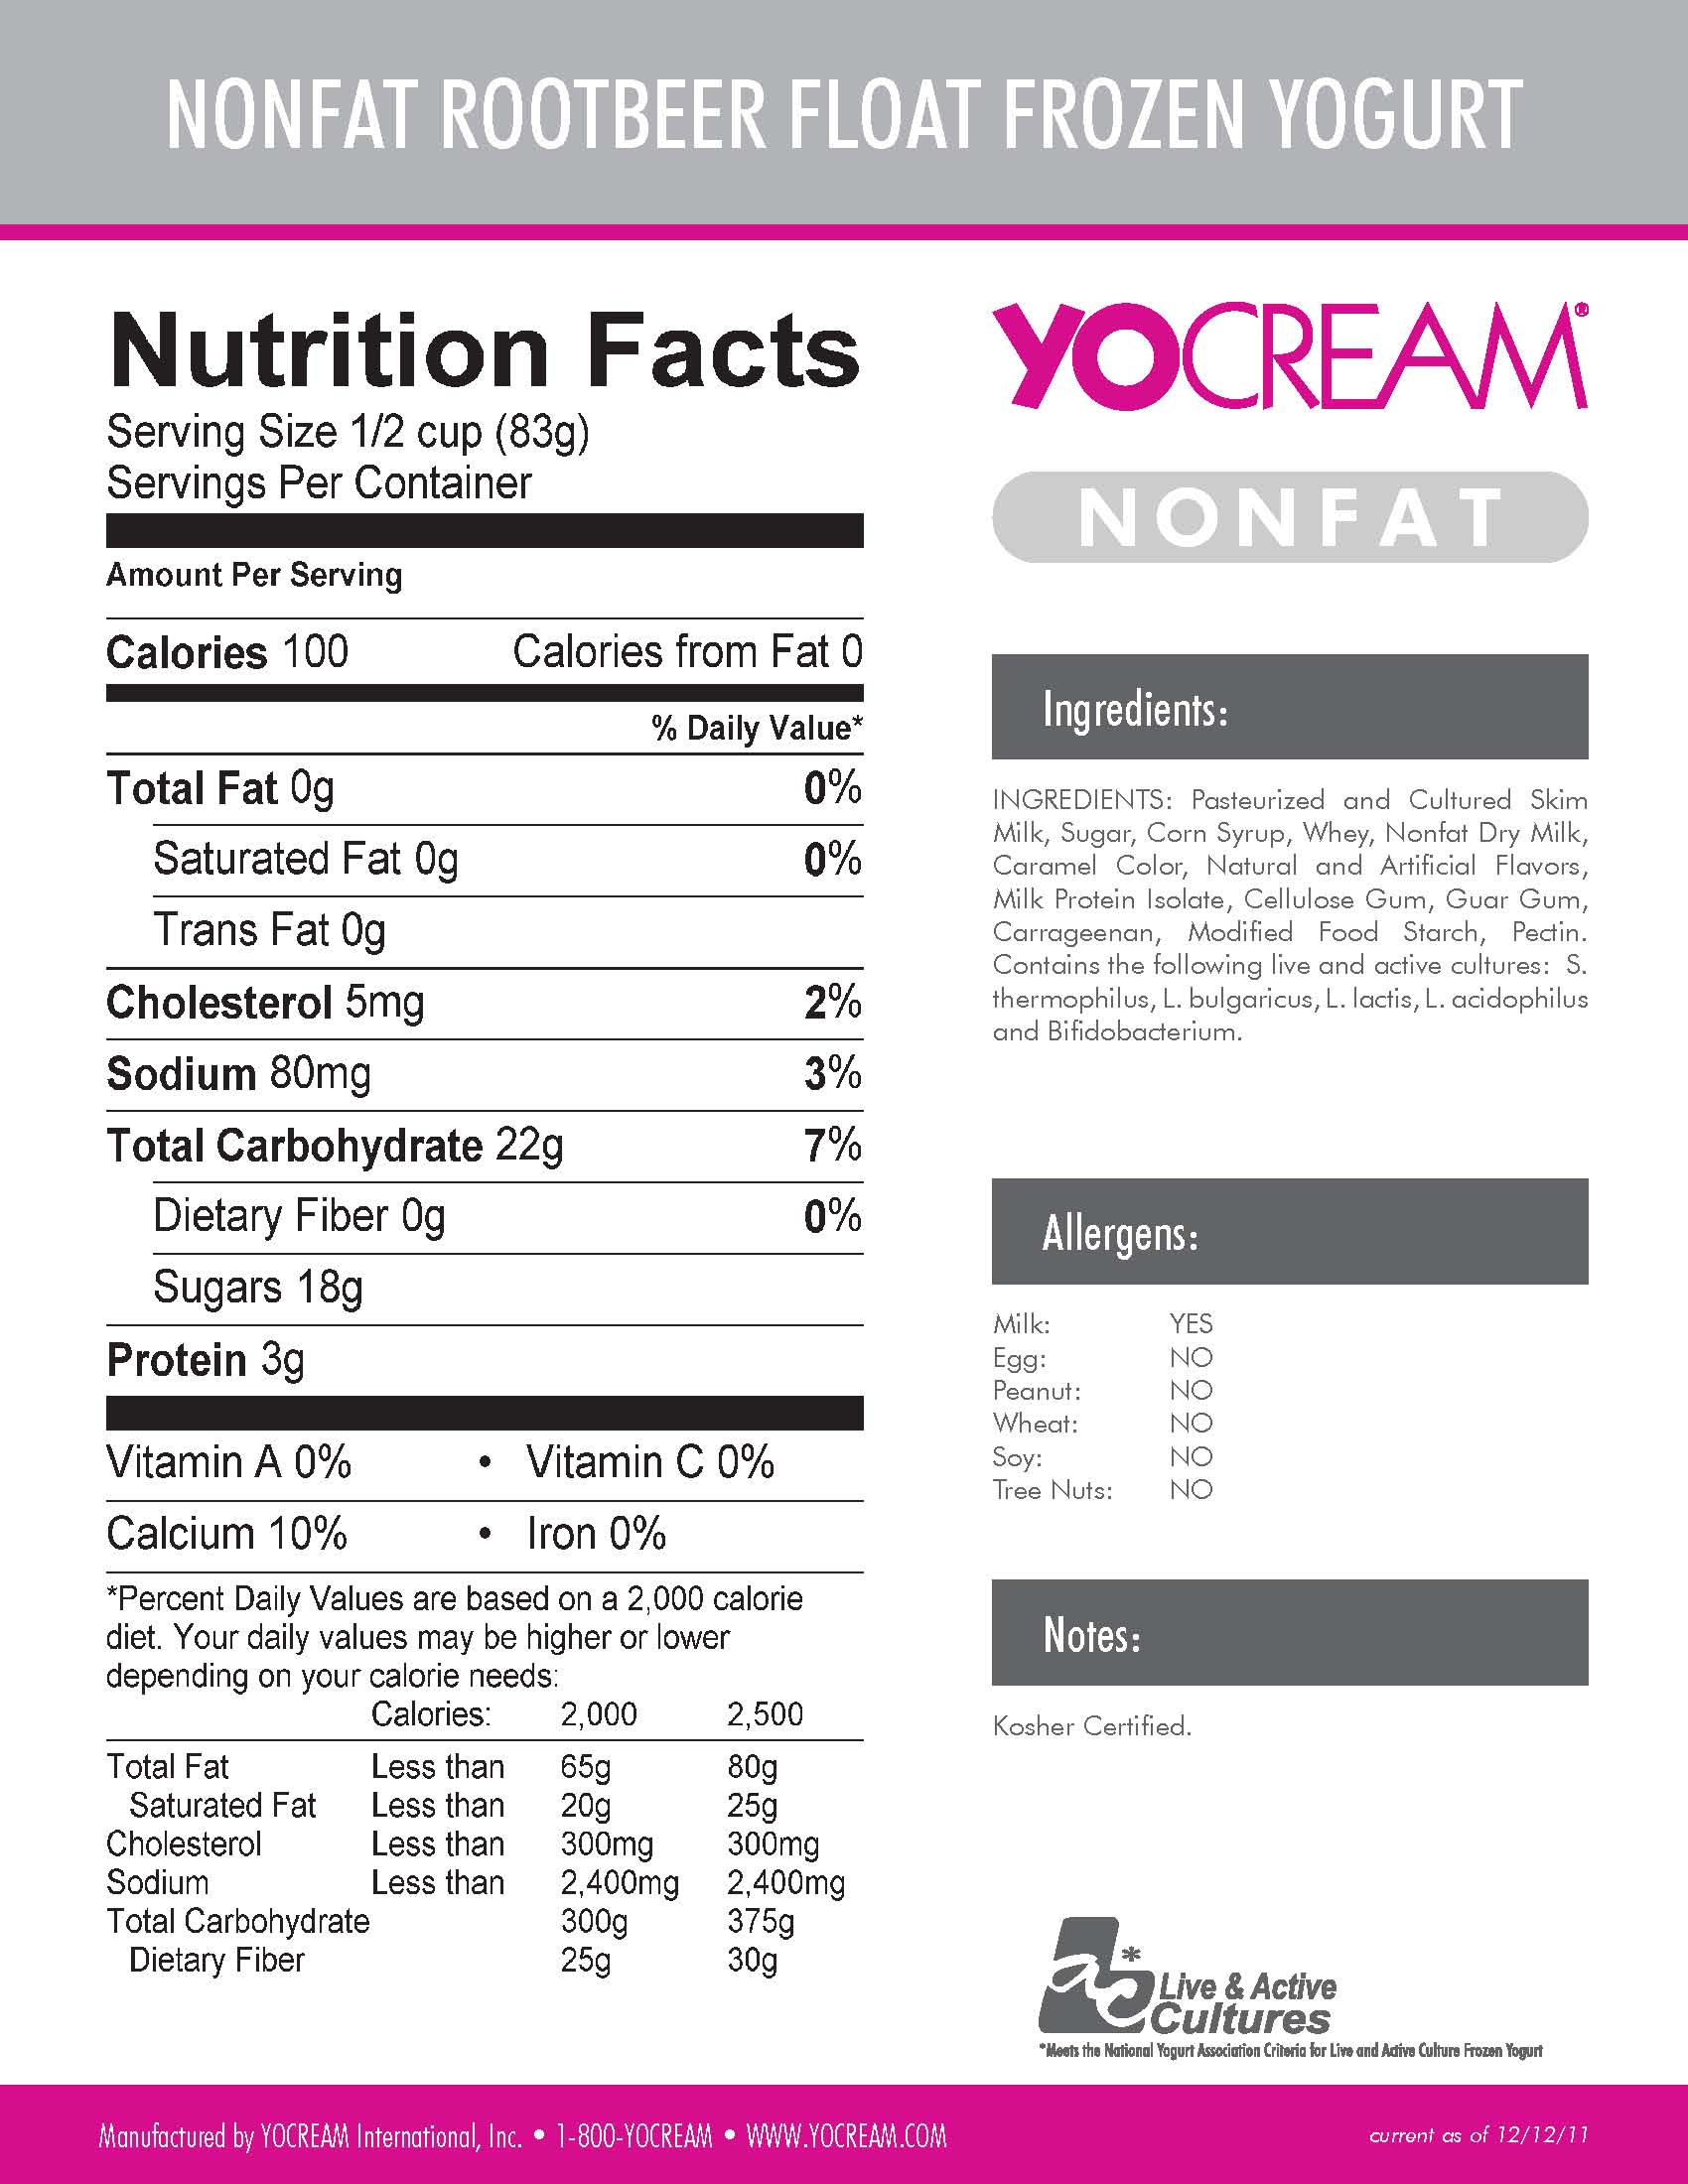 NONFAT ROOTBEER FLOAT FROZEN YOGURT
Nutrition Facts
Serving Size 1/2 cup (83g)
Servings Per Container
Amount Per Serving
Calories 100 Calories from Fat 0
% Daily Value*
Total Fat 0g 0%
Saturated Fat 0g 0%
Trans Fat 0g
Cholesterol 5mg 2%
Sodium 80mg 3%
Total Carbohydrate 22g 7%
Dietary Fiber 0g 0%
Sugars 18g
Protein 3g
Vitamin A 0% • Vitamin C 0%
Calcium 10% • Iron 0%
*Percent Daily Values are based on a 2,000 calorie
diet. Your daily values may be higher or lower
depending on your calorie needs:
Calories: 2,000 2,500
Total Fat Less than 65g 80g
Saturated Fat Less than 20g 25g
Cholesterol Less than 300mg 300mg
Sodium Less than 2,400mg 2,400mg
Total Carbohydrate 300g 375g
Dietary Fiber 25g 30g
YOCREAM®
NONFAT
Ingredients:
INGREDIENTS: Pasteurized and Cultured Skim
Milk, Sugar, Corn Syrup, Whey, Nonfat Dry Milk,
Caramel Color, Natural and Artificial Flavors,
Milk Protein Isolate, Cellulose Gum, Guar Gum,
Carrageenan, Modified Food Starch, Pectin.
Contains the following live and active cultures: S.
thermophilus, L. bulgaricus, L. lactis, L. acidophilus
and Bifidobacterium.
Allergens:
Milk: YES
Egg: NO
Peanut: NO
Wheat: NO
Soy: NO
Tree Nuts: NO
Notes:
Kosher Certified.
ac*
Live & Active
Cultures
*Meets the National Yogurt Association Criteria for Live and Active Culture Frozen Yogurt
Manufactured by YOCREAM International, Inc. • 1-800-YOCREAM • WWW.YOCREAM.COM
current as of 12/12/11